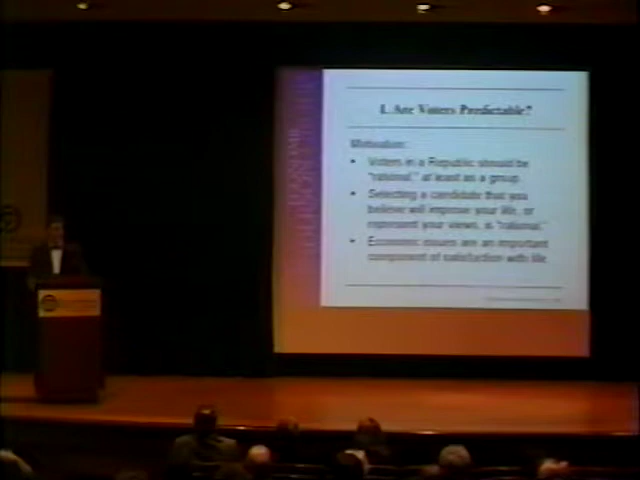 I. Are Voters Predictable?
Motivation:
• Voters in a Republic should be
"rational," at least as a group.
• Selecting a candidate that you
believe will improve your life, or
represent your views, is "rational."
• Economic issues are an important
component of satisfaction with life